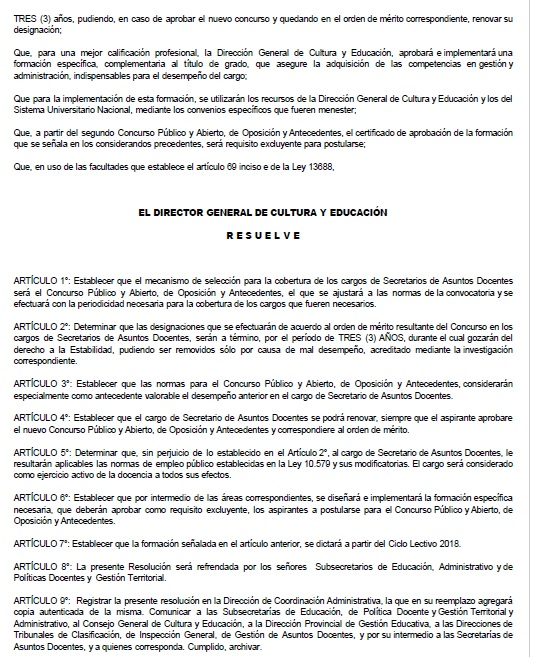 TRES (3) años, pudiendo, en caso de aprobar el nuevo concurso y quedando en el orden de mérito correspondiente, renovar su
designación;
Que, para una mejor calificación profesional, la Dirección General de Cultura y Educación, aprobará e implementará una
formación específica, complementaria al título de grado, que asegure la adquisición de las competencias en gestión y
administración, indispensables para el desempeño del cargo;
Que para la implementación de esta formación, se utilizarán los recursos de la Dirección General de Cultura y Educación y los del
Sistema Universitario Nacional, mediante los convenios específicos que fueren menester;
Que, a partir del segundo Concurso Público y Abierto, de Oposición y Antecedentes, el certificado de aprobación de la formación
que se señala en los considerandos precedentes, será requisito excluyente para postularse;
Que, en uso de las facultades que establece el artículo 69 inciso e de la Ley 13688,
EL DIRECTOR GENERAL DE CULTURA Y EDUCACIÓN
R E S U E L V E
ARTÍCULO 1°: Establecer que el mecanismo de selección para la cobertura de los cargos de Secretarios de Asuntos Docentes
será el Concurso Público y Abierto, de Oposición y Antecedentes, el que se ajustará a las normas de la convocatoria y se
efectuará con la periodicidad necesaria para la cobertura de los cargos que fueren necesarios.
ARTÍCULO 2°: Determinar que las designaciones que se efectuarán de acuerdo al orden de mérito resultante del Concurso en los
cargos de Secretarios de Asuntos Docentes, serán a término, por el período de TRES (3) AÑOS, durante el cual gozarán del
derecho a la Estabilidad, pudiendo ser removidos sólo por causa de mal desempeño, acreditado mediante la investigación
correspondiente.
ARTÍCULO 3°: Establecer que las normas para el Concurso Público y Abierto, de Oposición y Antecedentes, considerarán
especialmente como antecedente valorable el desempeño anterior en el cargo de Secretario de Asuntos Docentes.
ARTÍCULO 4°: Establecer que el cargo de Secretario de Asuntos Docentes se podrá renovar, siempre que el aspirante aprobare
el nuevo Concurso Público y Abierto, de Oposición y Antecedentes y correspondiere al orden de mérito.
ARTÍCULO 5°: Determinar que, sin perjuicio de lo establecido en el Artículo 2°, al cargo de Secretario de Asuntos Docentes, le
resultarán aplicables las normas de empleo público establecidas en la Ley 10.579 y sus modificatorias. El cargo será considerado
como ejercicio activo de la docencia a todos sus efectos.
ARTÍCULO 6°: Establecer que por intermedio de las áreas correspondientes, se diseñará e implementará la formación específica
necesaria, que deberán aprobar como requisito excluyente, los aspirantes a postularse para el Concurso Público y Abierto, de
Oposición y Antecedentes.
ARTÍCULO 7°: Establecer que la formación señalada en el artículo anterior, se dictará a partir del Ciclo Lectivo 2018.
ARTÍCULO 8°: La presente Resolución será refrendada por los señores Subsecretarios de Educación, Administrativo y de
Políticas Docentes y Gestión Territorial.
ARTÍCULO 9°: Registrar la presente resolución en la Dirección de Coordinación Administrativa, la que en su reemplazo agregará
copia autenticada de la misma. Comunicar a las Subsecretarías de Educación, de Política Docente y Gestión Territorial y
Administrativo, al Consejo General de Cultura y Educación, a la Dirección Provincial de Gestión Educativa, a las Direcciones de
Tribunales de Clasificación, de Inspección General, de Gestión de Asuntos Docentes, y por su intermedio a las Secretarías de
Asuntos Docentes, y a quienes corresponda. Cumplido, archivar.